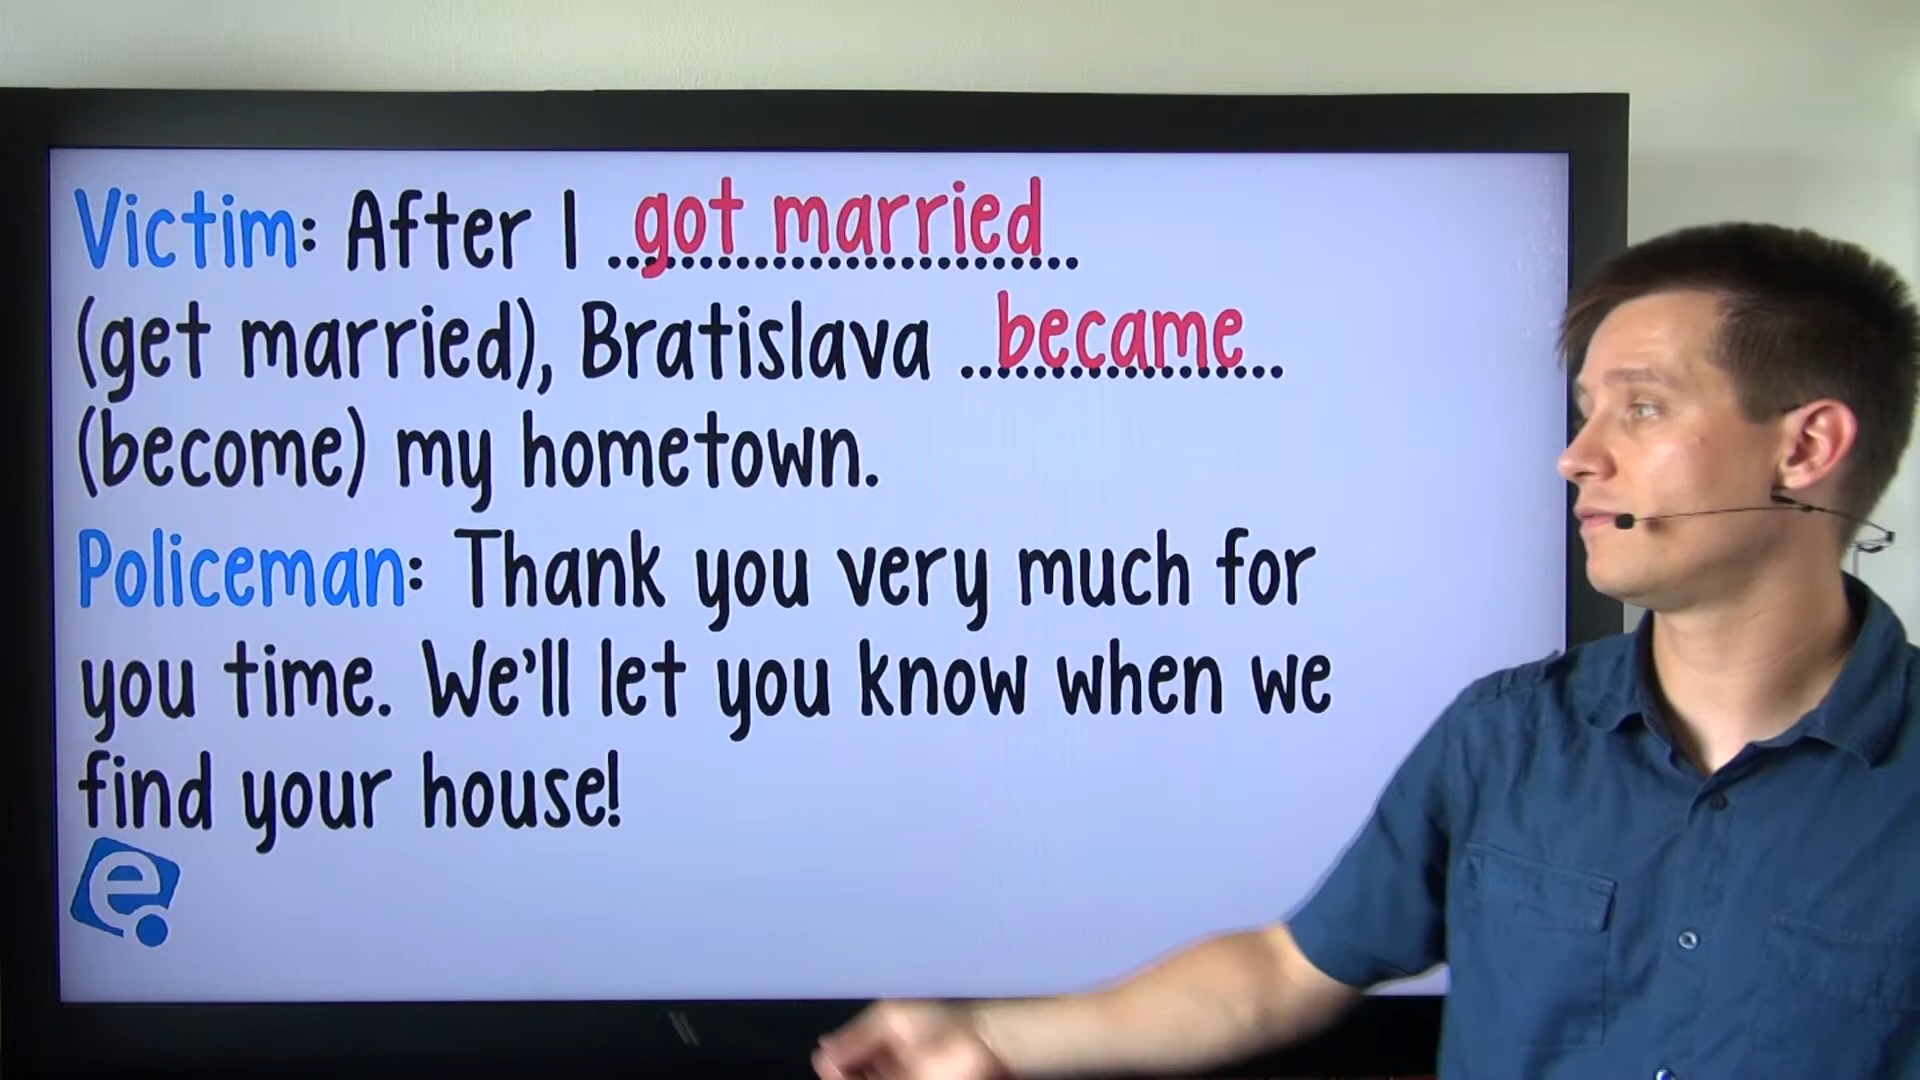 Victim: After I ..got married..
(get married), Bratislava ..became..
(become) my hometown.
Policeman: Thank you very much for
you time. We'll let you know when we
find your house!
e